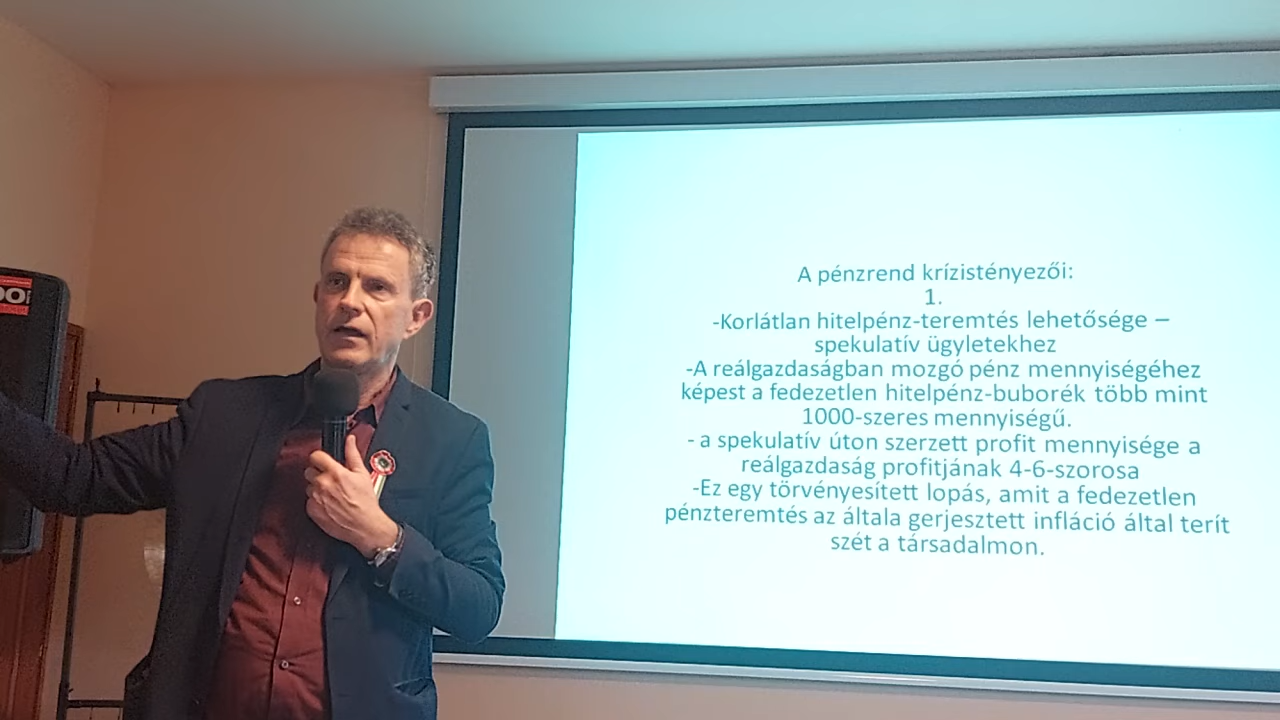 A pénzrend krízistényezői:
1.
-Korlátlan hitelpénz-teremtés lehetősége –
spekulatív ügyletekhez
-A reálgazdaságban mozgó pénz mennyiségéhez
képest a fedezetlen hitelpénz-buborék több mint
1000-szeres mennyiségű.
- a spekulatív úton szerzett profit mennyisége a
reálgazdaság profitjának 4-6-szorosa
-Ez egy törvényesített lopás, amit a fedezetlen
pénzteremtés az általa gerjesztett infláció által terít
szét a társadalmon.